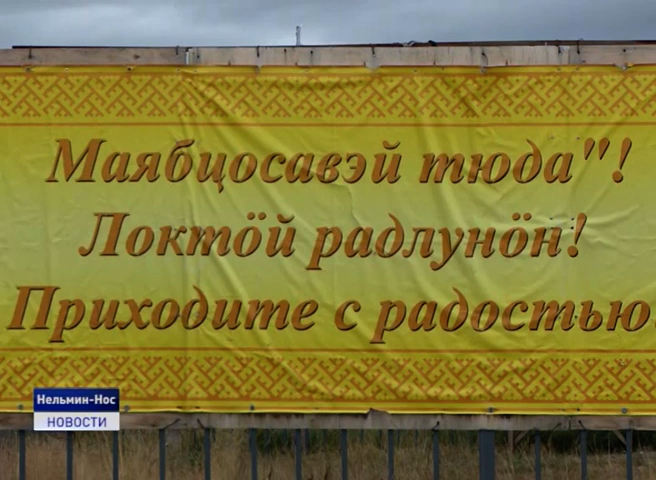 Маябцосавэй тюда"!
Локтӧй радлунӧн!
Приходите с радостью
Нельмин-Нос
НОВОСТИ